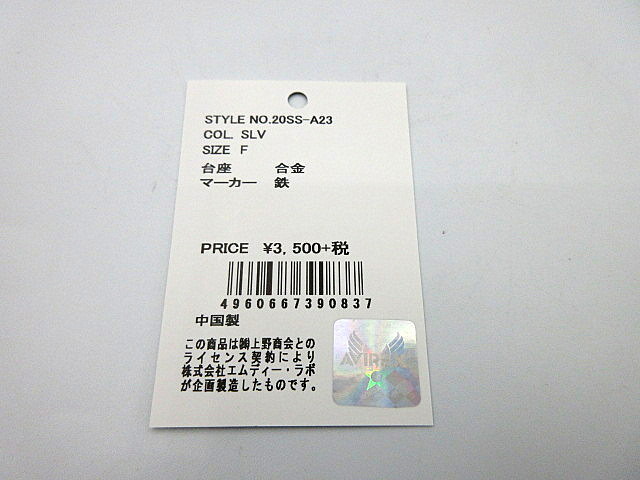 STYLE NO.20SS-A23
COL. SLV
SIZE F
台座 合金
マーカー 鉄
PRICE ¥3,500+税
4960667390837
中国製
この商品は㈱上野商会との
ライセンス契約により
株式会社エムディー・ラボ
が企画製造したものです。